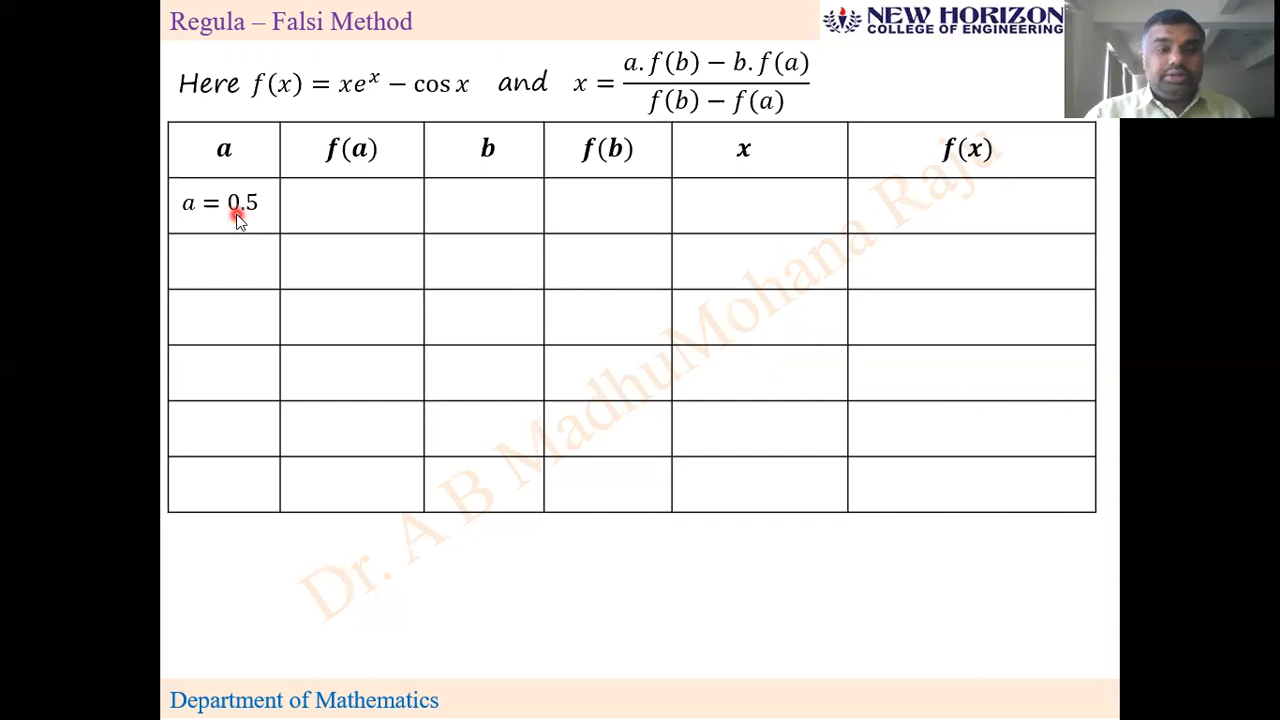 Regula – Falsi Method
NEW HORIZON
COLLEGE OF ENGINEERING
Here f(x) = xeˣ − cos x and x = (a.f(b) − b.f(a)) / (f(b) − f(a))
a f(a) b f(b) x f(x)
a = 0.5
Dr. A B MadhuMohana Raju
Department of Mathematics